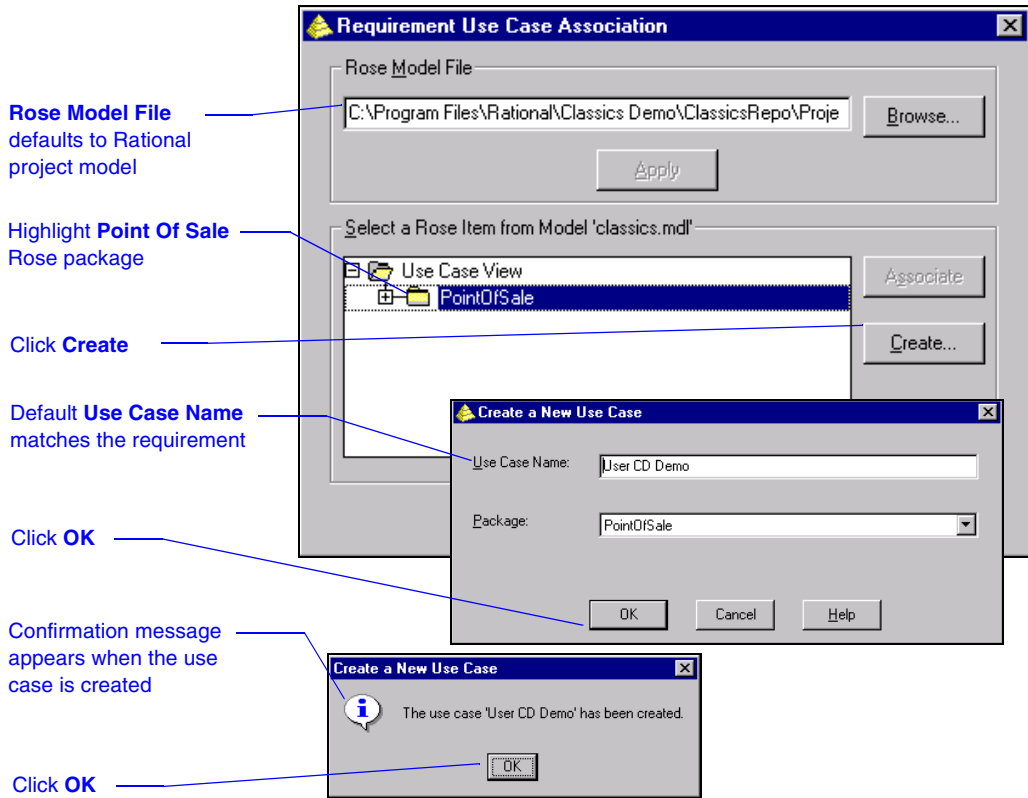 Requirement Use Case Association
Rose Model File
Rose Model File
defaults to Rational
project model
C:\Program Files\Rational\Classics Demo\ClassicsRepo\Proje
Browse...
Apply
Highlight Point Of Sale
Rose package
Select a Rose Item from Model 'classics.mdl'
Use Case View
PointOfSale
Associate
Click Create
Create...
Default Use Case Name
matches the requirement
Create a New Use Case
Use Case Name:
User CD Demo
Package:
PointOfSale
Click OK
OK
Cancel
Help
Confirmation message
appears when the use
case is created
Create a New Use Case
The use case 'User CD Demo' has been created.
OK
Click OK